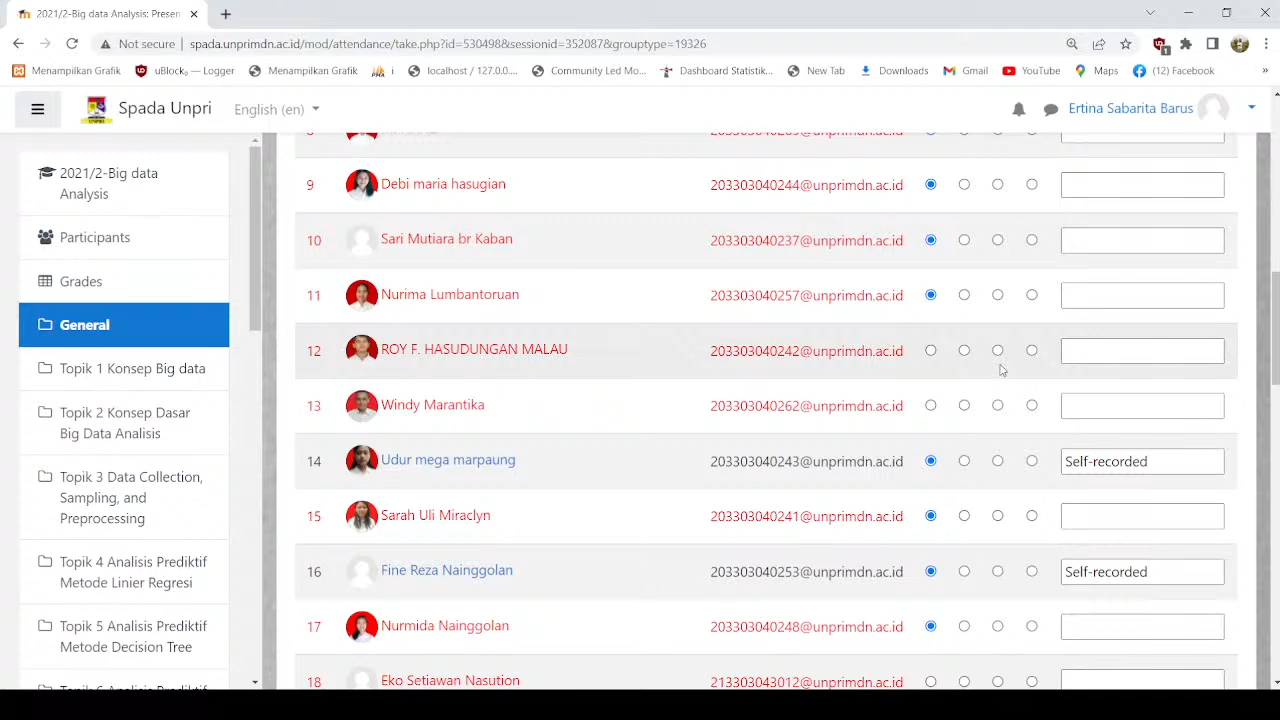 2021/2-Big data Analysis: Presen
Not secure | spada.unprimdn.ac.id/mod/attendance/take.php?id=530498&sessionid=352087&grouptype=19326
Menampilkan Grafik uBlock₀ — Logger Menampilkan Grafik i localhost / 127.0.0.... Community Led Mo... Dashboard Statistik... New Tab Downloads Gmail YouTube Maps (12) Facebook »
Spada Unpri English (en) Ertina Sabarita Barus
2021/2-Big data
Analysis
Participants
Grades
General
Topik 1 Konsep Big data
Topik 2 Konsep Dasar
Big Data Analisis
Topik 3 Data Collection,
Sampling, and
Preprocessing
Topik 4 Analisis Prediktif
Metode Linier Regresi
Topik 5 Analisis Prediktif
Metode Decision Tree
9 Debi maria hasugian 203303040244@unprimdn.ac.id
10 Sari Mutiara br Kaban 203303040237@unprimdn.ac.id
11 Nurima Lumbantoruan 203303040257@unprimdn.ac.id
12 ROY F. HASUDUNGAN MALAU 203303040242@unprimdn.ac.id
13 Windy Marantika 203303040262@unprimdn.ac.id
14 Udur mega marpaung 203303040243@unprimdn.ac.id Self-recorded
15 Sarah Uli Miraclyn 203303040241@unprimdn.ac.id
16 Fine Reza Nainggolan 203303040253@unprimdn.ac.id Self-recorded
17 Nurmida Nainggolan 203303040248@unprimdn.ac.id
18 Eko Setiawan Nasution 213303043012@unprimdn.ac.id